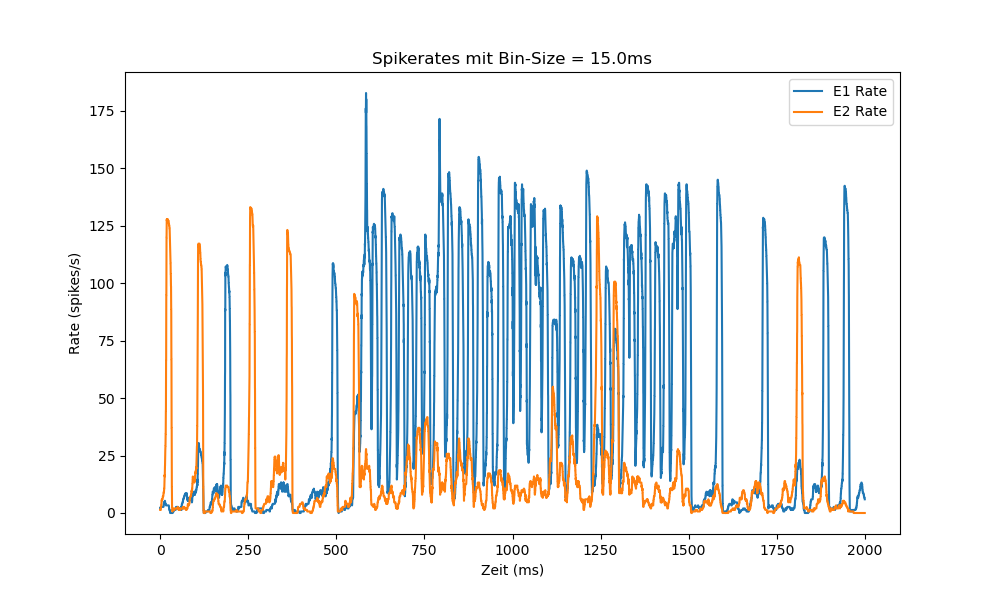 Spikerates mit Bin-Size = 15.0ms
E1 Rate
E2 Rate
175
150
125
100
75
50
25
0
Rate (spikes/s)
0 250 500 750 1000 1250 1500 1750 2000
Zeit (ms)